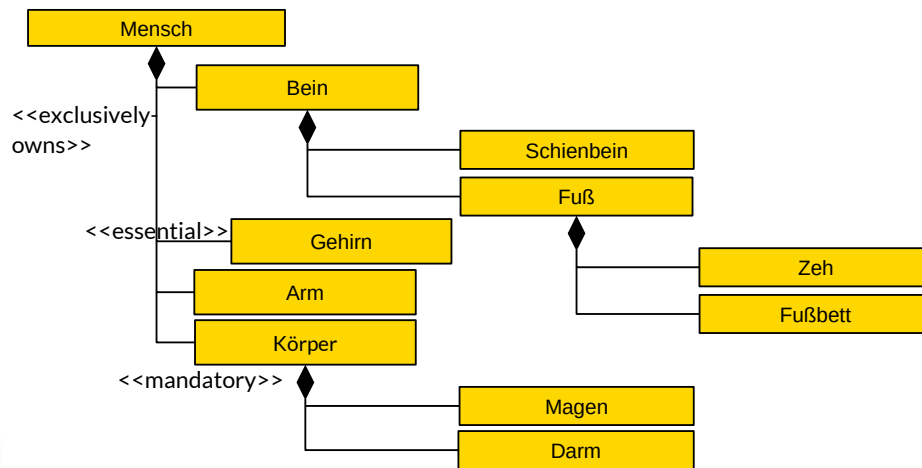 Mensch
Bein
<<exclusively-
owns>>
Schienbein
Fuß
<<essential>>
Gehirn
Zeh
Arm
Fußbett
Körper
<<mandatory>>
Magen
Darm